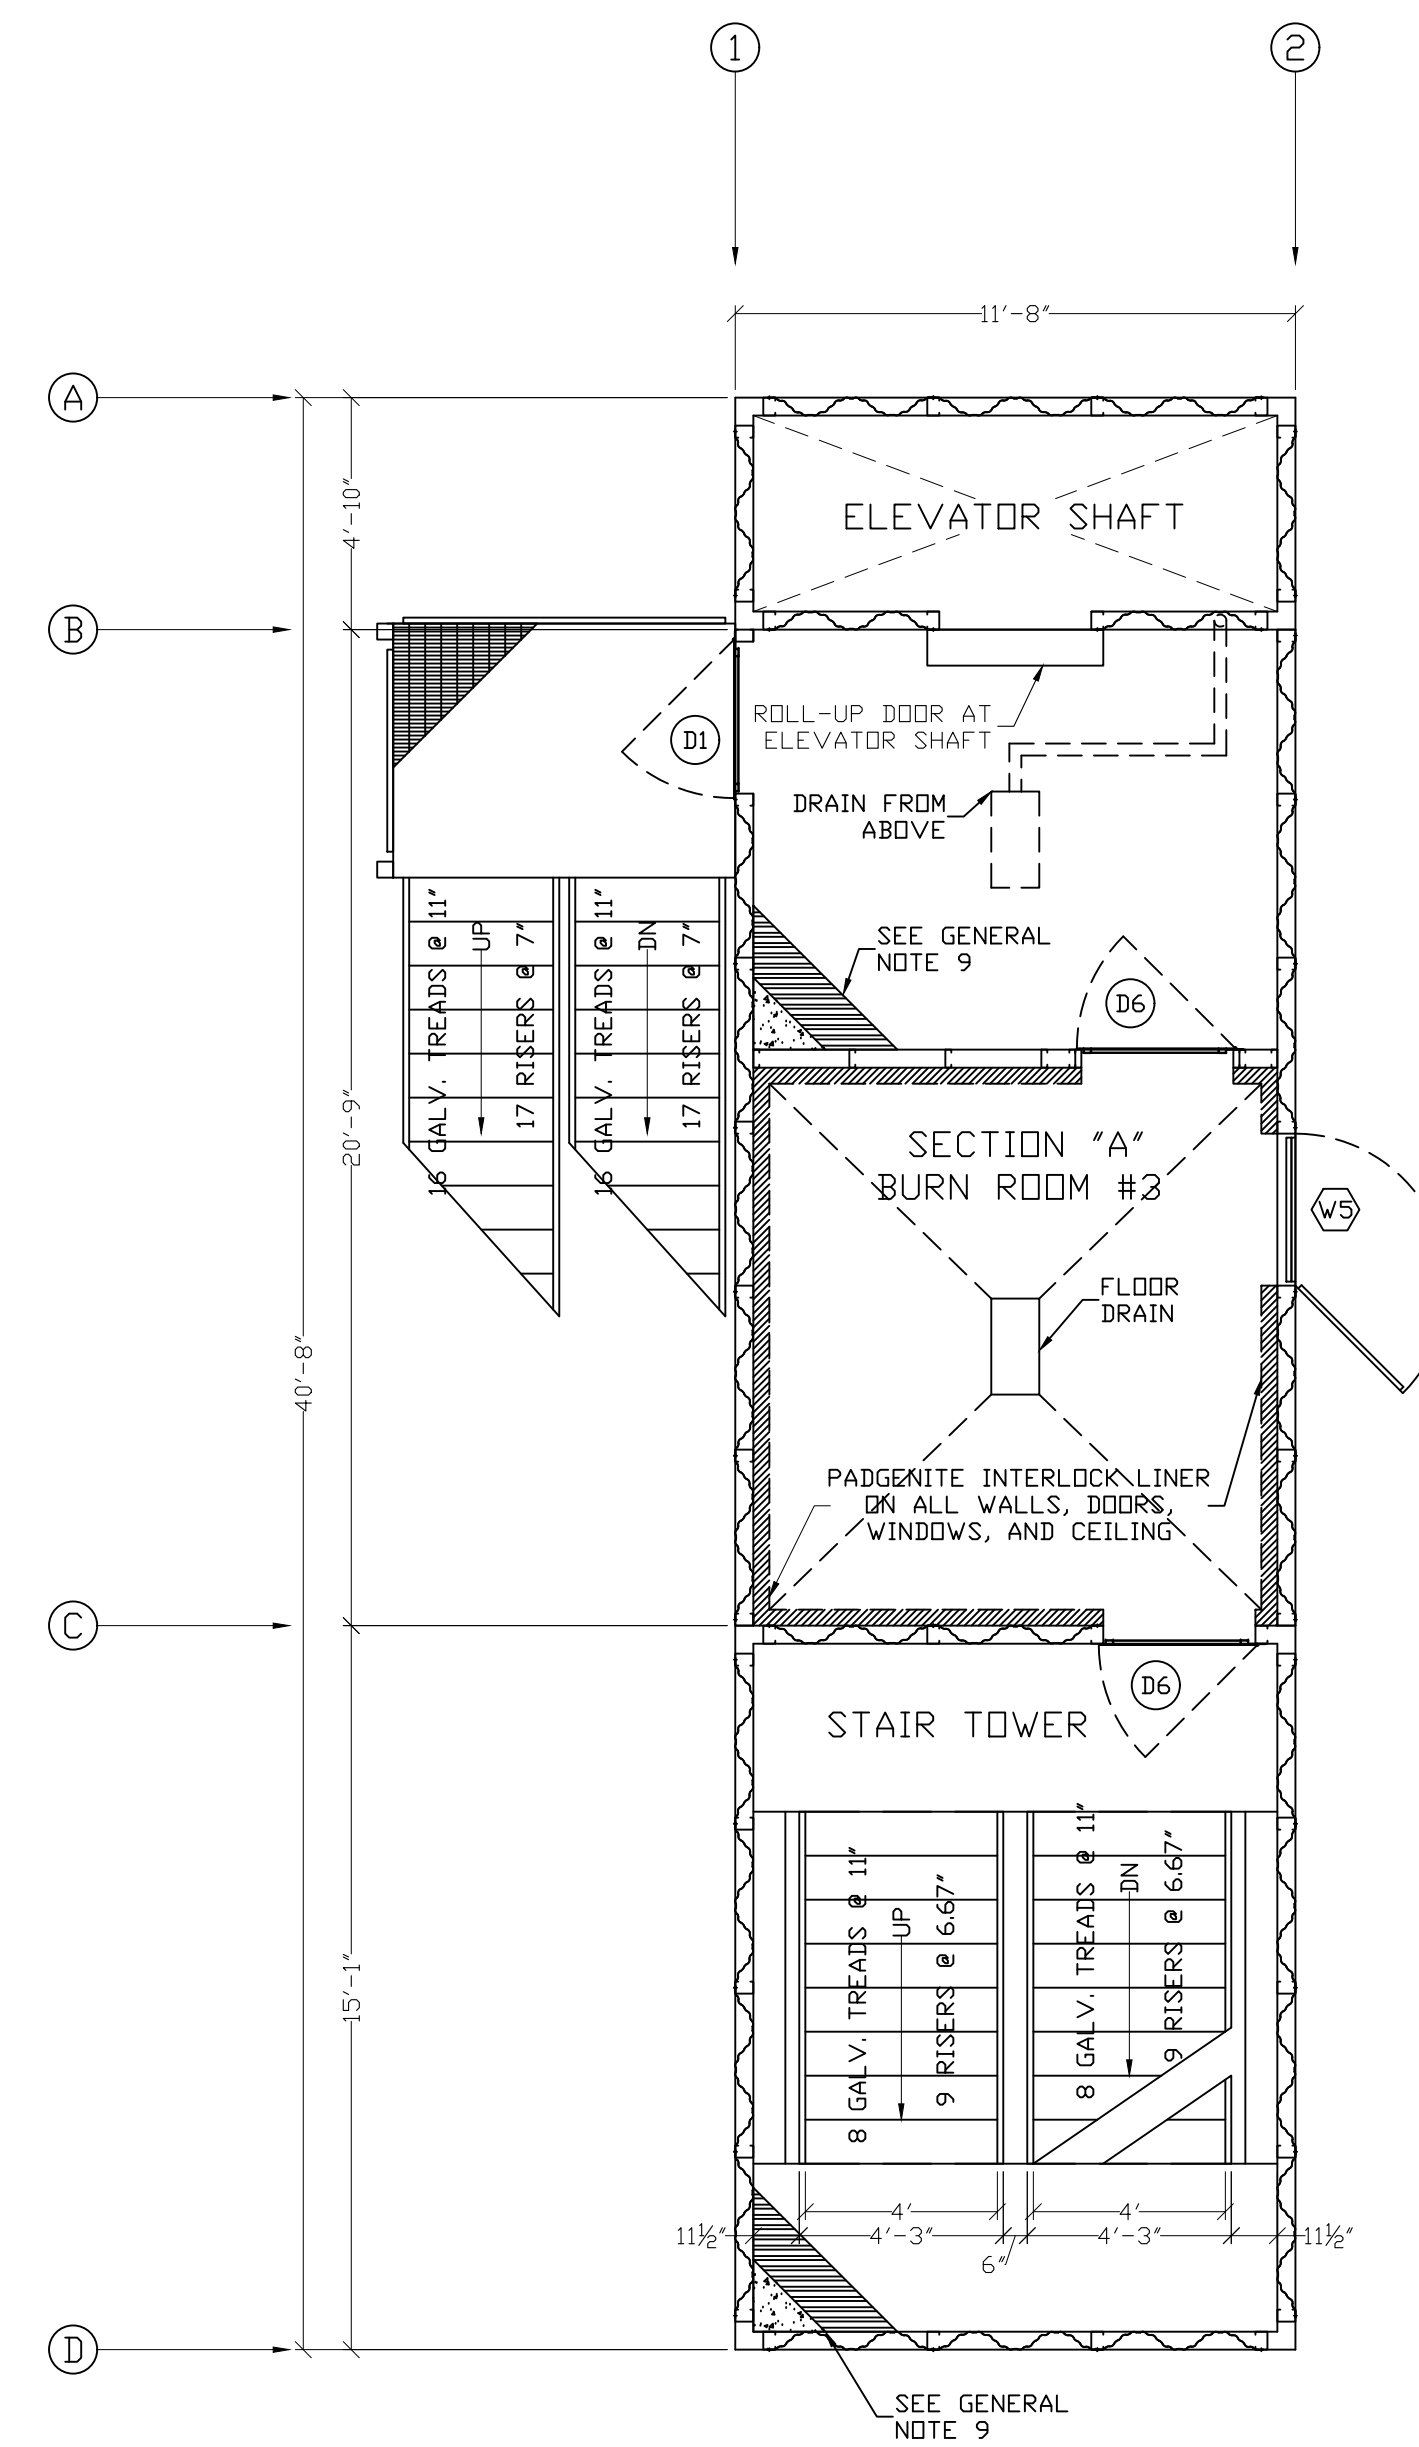 1
2
11'-8"
A
4'-10"
ELEVATOR SHAFT
B
ROLL-UP DOOR AT
ELEVATOR SHAFT
D1
DRAIN FROM
ABOVE
16 GALV. TREADS @ 11"
UP
17 RISERS @ 7"
16 GALV. TREADS @ 11"
DN
17 RISERS @ 7"
SEE GENERAL
NOTE 9
D6
20'-9"
40'-8"
SECTION "A"
BURN ROOM #3
W5
FLOOR
DRAIN
PADGENITE INTERLOCK LINER
ON ALL WALLS, DOORS,
WINDOWS, AND CEILING
C
D6
STAIR TOWER
15'-1"
8 GALV. TREADS @ 11"
UP
9 RISERS @ 6.67"
8 GALV. TREADS @ 11"
DN
9 RISERS @ 6.67"
4'
4'
11½"
4'-3"
6"
4'-3"
11½"
D
SEE GENERAL
NOTE 9